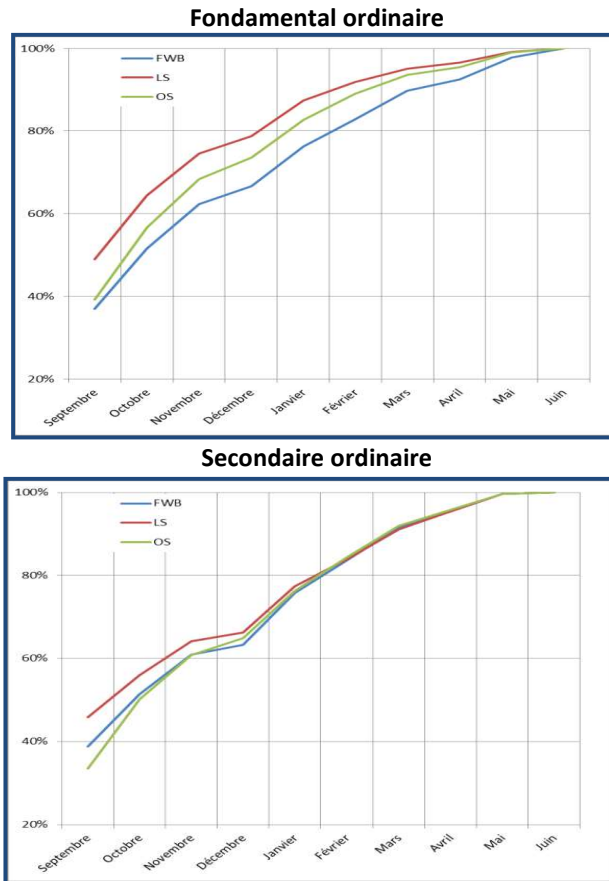 Fondamental ordinaire
100%
FWB
LS
OS
80%
60%
40%
20%
Septembre
Octobre
Novembre
Décembre
Janvier
Février
Mars
Avril
Mai
Juin
Secondaire ordinaire
100%
FWB
LS
OS
80%
60%
40%
20%
Septembre
Octobre
Novembre
Décembre
Janvier
Février
Mars
Avril
Mai
Juin